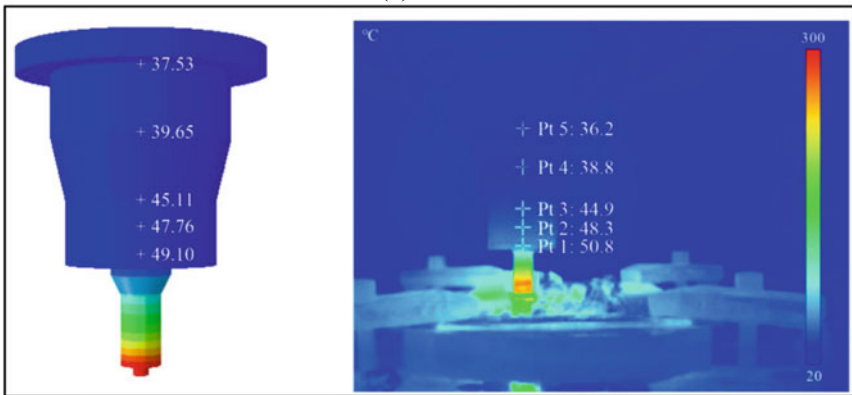 + 37.53
+ 39.65
+ 45.11
+ 47.76
+ 49.10
°C
300
Pt 5: 36.2
Pt 4: 38.8
Pt 3: 44.9
Pt 2: 48.3
Pt 1: 50.8
20